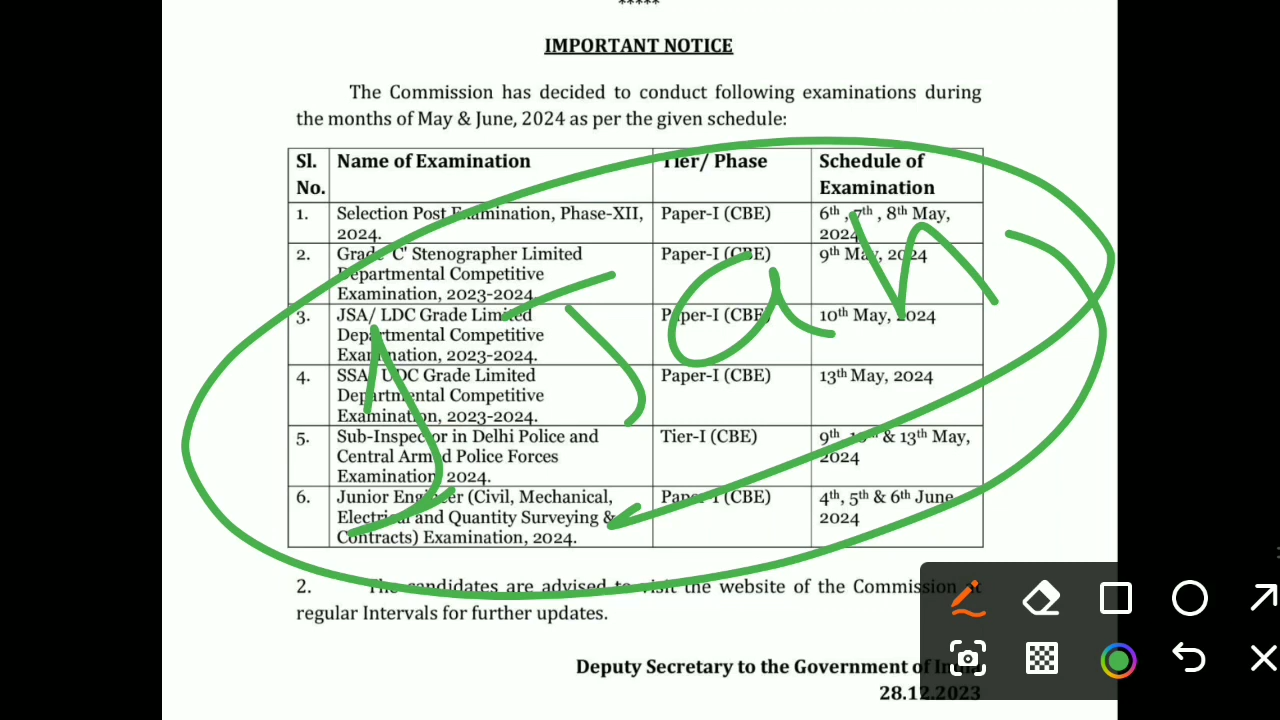 *****
IMPORTANT NOTICE
The Commission has decided to conduct following examinations during
the months of May & June, 2024 as per the given schedule:
Sl. No. Name of Examination Tier/ Phase Schedule of Examination
1. Selection Post Examination, Phase-XII, 2024. Paper-I (CBE) 6th , 7th , 8th May, 2024
2. Grade 'C' Stenographer Limited Departmental Competitive Examination, 2023-2024. Paper-I (CBE) 9th May, 2024
3. JSA/ LDC Grade Limited Departmental Competitive Examination, 2023-2024. Paper-I (CBE) 10th May, 2024
4. SSA/ UDC Grade Limited Departmental Competitive Examination, 2023-2024. Paper-I (CBE) 13th May, 2024
5. Sub-Inspector in Delhi Police and Central Armed Police Forces Examination, 2024. Tier-I (CBE) 9th, 10th & 13th May, 2024
6. Junior Engineer (Civil, Mechanical, Electrical and Quantity Surveying & Contracts) Examination, 2024. Paper-I (CBE) 4th, 5th & 6th June, 2024
2. The candidates are advised to visit the website of the Commission at
regular Intervals for further updates.
Deputy Secretary to the Government of India
28.12.2023